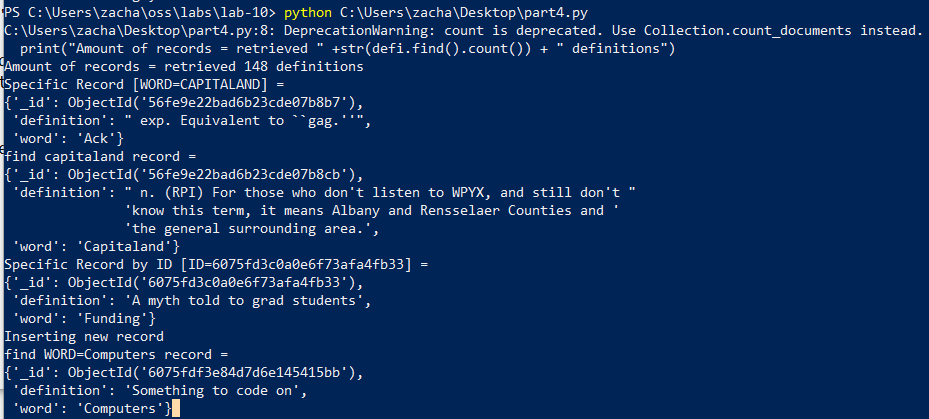 PS C:\Users\zacha\oss\labs\lab-10> python C:\Users\zacha\Desktop\part4.py
C:\Users\zacha\Desktop\part4.py:8: DeprecationWarning: count is deprecated. Use Collection.count_documents instead.
  print("Amount of records = retrieved " +str(defi.find().count()) + " definitions")
Amount of records = retrieved 148 definitions
Specific Record [WORD=CAPITALAND] =
{'_id': ObjectId('56fe9e22bad6b23cde07b8b7'),
 'definition': " exp. Equivalent to ``gag.''",
 'word': 'Ack'}
find capitaland record =
{'_id': ObjectId('56fe9e22bad6b23cde07b8cb'),
 'definition': " n. (RPI) For those who don't listen to WPYX, and still don't "
               'know this term, it means Albany and Rensselaer Counties and '
               'the general surrounding area.',
 'word': 'Capitaland'}
Specific Record by ID [ID=6075fd3c0a0e6f73afa4fb33] =
{'_id': ObjectId('6075fd3c0a0e6f73afa4fb33'),
 'definition': 'A myth told to grad students',
 'word': 'Funding'}
Inserting new record
find WORD=Computers record =
{'_id': ObjectId('6075fdf3e84d7d6e145415bb'),
 'definition': 'Something to code on',
 'word': 'Computers'}